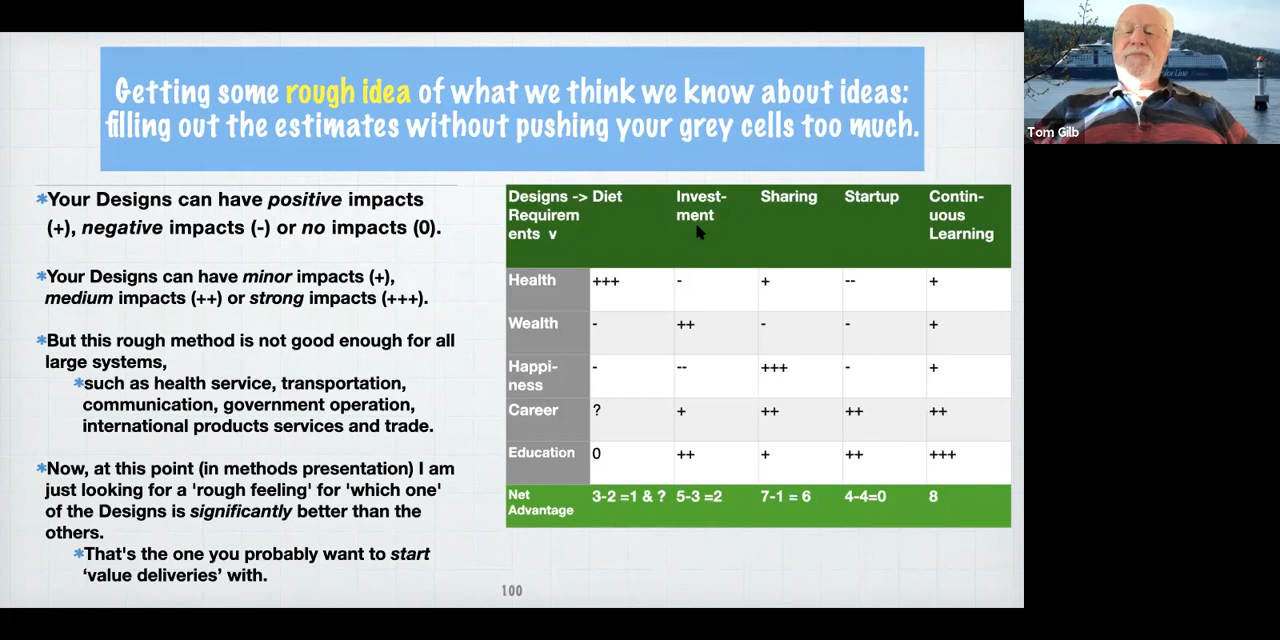 Getting some rough idea of what we think we know about ideas:
filling out the estimates without pushing your grey cells too much.
*Your Designs can have positive impacts
(+), negative impacts (-) or no impacts (0).
*Your Designs can have minor impacts (+),
medium impacts (++) or strong impacts (+++).
*But this rough method is not good enough for all
large systems,
*such as health service, transportation,
communication, government operation,
international products services and trade.
*Now, at this point (in methods presentation) I am
just looking for a 'rough feeling' for 'which one'
of the Designs is significantly better than the
others.
*That's the one you probably want to start
‘value deliveries’ with.
Designs -> Diet Invest- Sharing Startup Contin-
Requirem ment uous
ents v Learning
Health +++ - + -- +
Wealth - ++ - - +
Happi- - -- +++ - +
ness
Career ? + ++ ++ ++
Education 0 ++ + ++ +++
Net 3-2 =1 & ? 5-3 =2 7-1 = 6 4-4=0 8
Advantage
100
Tom Gilb